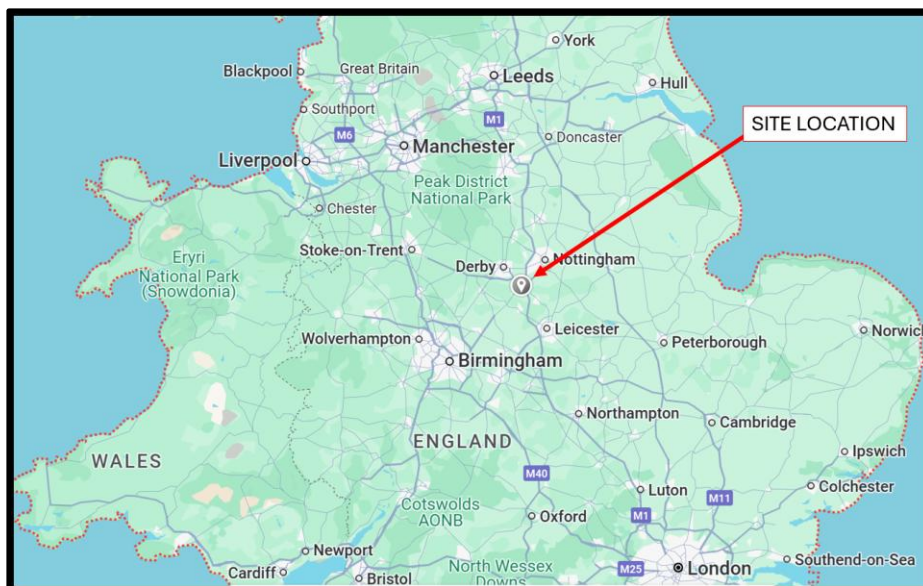 York
Blackpool
Great Britain
Leeds
Hull
Southport
M1
M6
Doncaster
SITE LOCATION
Manchester
Liverpool
Peak District
National Park
Chester
Stoke-on-Trent
Eryri
National Park
(Snowdonia)
Derby
Nottingham
Leicester
Norwich
Wolverhampton
Peterborough
Birmingham
Northampton
Cambridge
ENGLAND
WALES
Ipswich
M40
Colchester
Luton
M11
Cotswolds
AONB
Oxford
M1
Newport
North Wessex
Downs
M25
London
Southend-on-Sea
Cardiff
Bristol